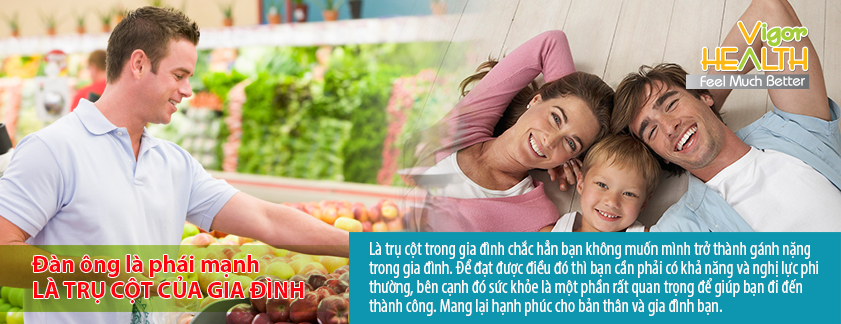 Vigor
HEALTH
Feel Much Better
Đàn ông là phái mạnh
LÀ TRỤ CỘT CỦA GIA ĐÌNH
Là trụ cột trong gia đình chắc hẳn bạn không muốn mình trở thành gánh nặng
trong gia đình. Để đạt được điều đó thì bạn cần phải có khả năng và nghị lực phi
thường, bên cạnh đó sức khỏe là một phần rất quan trọng để giúp bạn đi đến
thành công. Mang lại hạnh phúc cho bản thân và gia đình bạn.